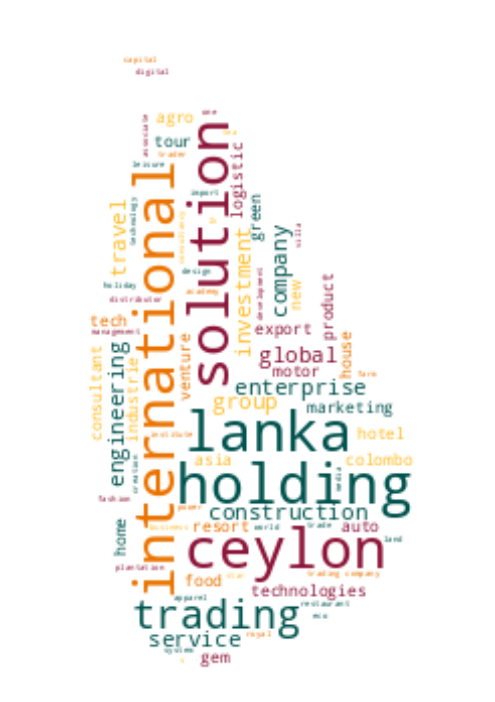 capital
digital
one
associate
agro
tour
trader
leisure
solution
logistic
international
import
travel
technology
consultancy
green
company
villa
investment
design
development
holiday
distributor
academy
new
product
tech
management
export
engineering
consultant
industrie
venture
global
house
motor
farm
enterprise
group
marketing
lanka
institute
hotel
asia
colombo
creation
holding
media
fashion
power
construction
home
business
resort
world
trade
auto
ceylon
land
plantation
food
star
trading company
technologies
apparel
restaurant
trading
eco
service
royal
system
gem